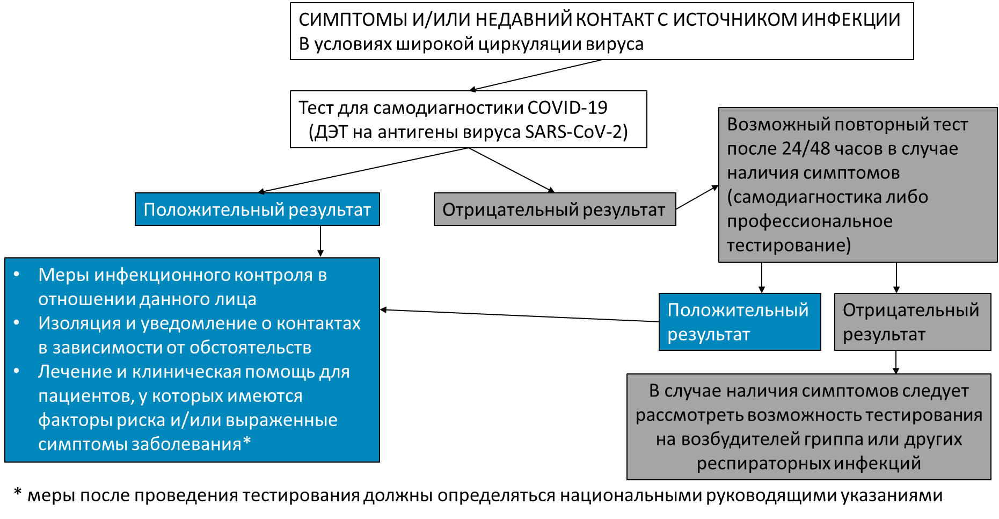 СИМПТОМЫ И/ИЛИ НЕДАВНИЙ КОНТАКТ С ИСТОЧНИКОМ ИНФЕКЦИИ
В условиях широкой циркуляции вируса
Тест для самодиагностики COVID-19
(ДЭТ на антигены вируса SARS-CoV-2)
Положительный результат
Отрицательный результат
Возможный повторный тест
после 24/48 часов в случае
наличия симптомов
(самодиагностика либо
профессиональное
тестирование)
• Меры инфекционного контроля в
отношении данного лица
• Изоляция и уведомление о контактах
в зависимости от обстоятельств
• Лечение и клиническая помощь для
пациентов, у которых имеются
факторы риска и/или выраженные
симптомы заболевания*
Положительный
результат
Отрицательный
результат
В случае наличия симптомов следует
рассмотреть возможность тестирования
на возбудителей гриппа или других
респираторных инфекций
* меры после проведения тестирования должны определяться национальными руководящими указаниями